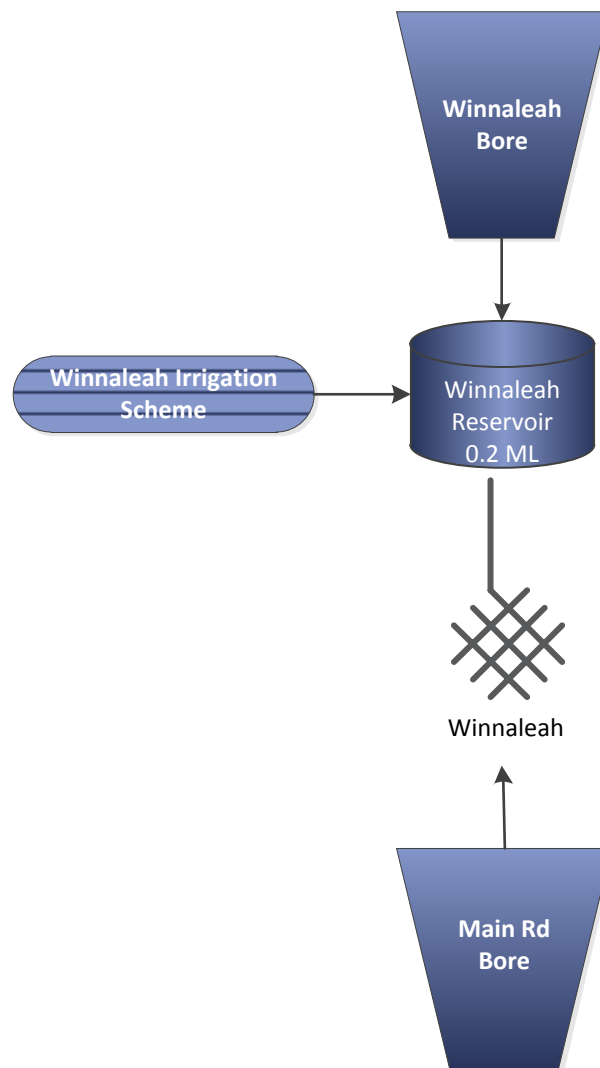 Winnaleah
Bore
Winnaleah Irrigation
Scheme
Winnaleah
Reservoir
0.2 ML
Winnaleah
Main Rd
Bore